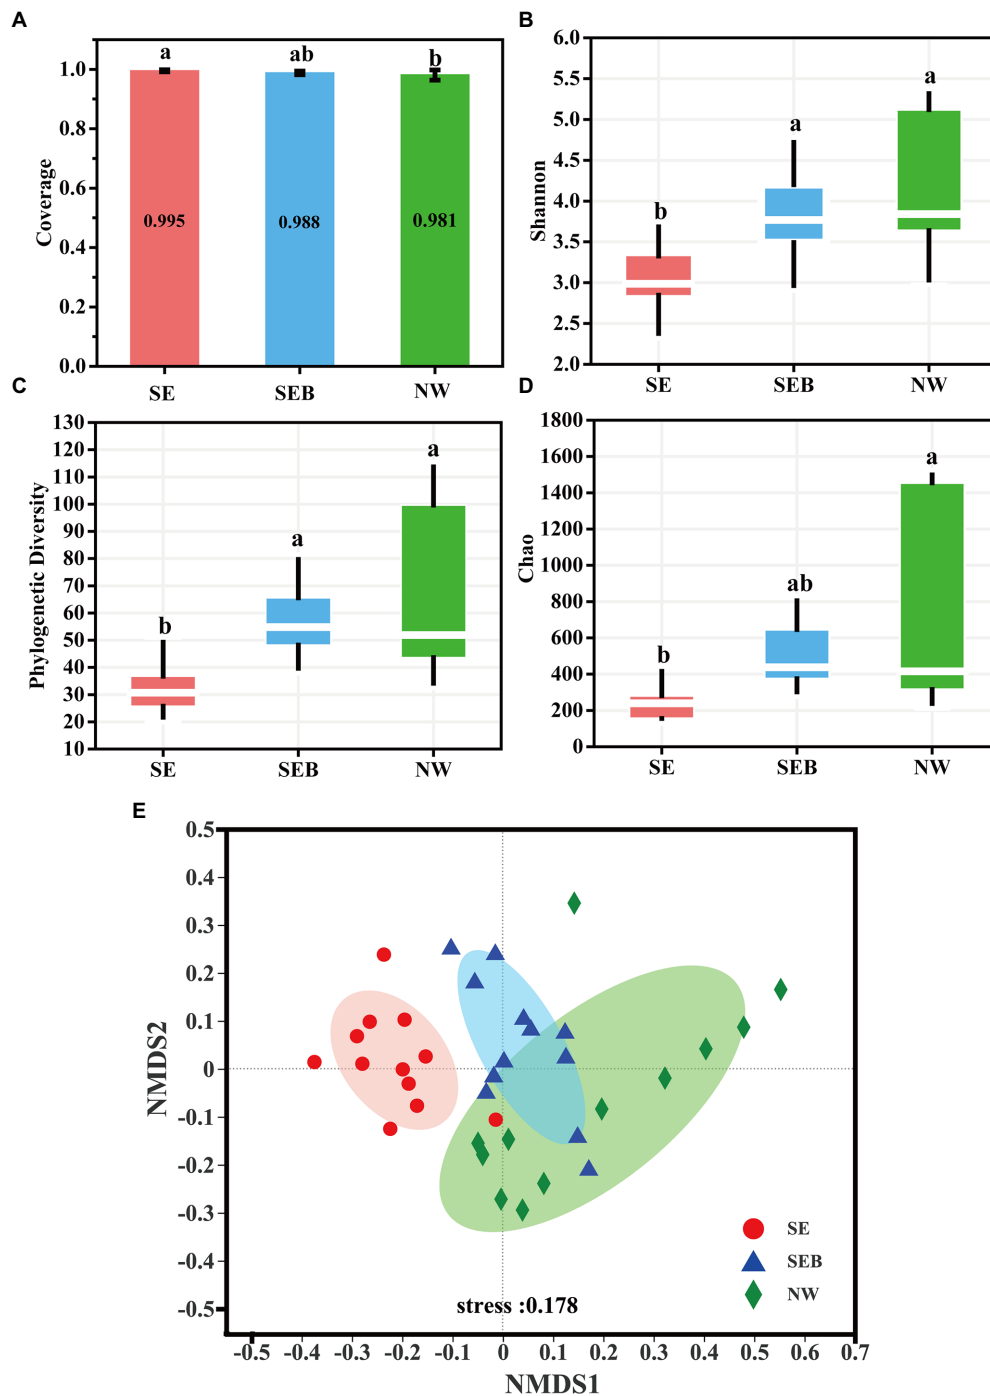 A
Coverage
1.0
0.8
0.6
0.4
0.2
0.0
a
ab
b
0.995
0.988
0.981
SE
SEB
NW
B
Shannon
6.0
5.5
5.0
4.5
4.0
3.5
3.0
2.5
2.0
b
a
a
SE
SEB
NW
C
Phylogenetic Diversity
130
120
110
100
90
80
70
60
50
40
30
20
10
b
a
a
SE
SEB
NW
D
Chao
1800
1600
1400
1200
1000
800
600
400
200
0
b
ab
a
SE
SEB
NW
E
NMDS2
0.5
0.4
0.3
0.2
0.1
0
-0.1
-0.2
-0.3
-0.4
-0.5
SE
SEB
NW
stress :0.178
-0.5 -0.4 -0.3 -0.2 -0.1 0 0.1 0.2 0.3 0.4 0.5 0.6 0.7
NMDS1